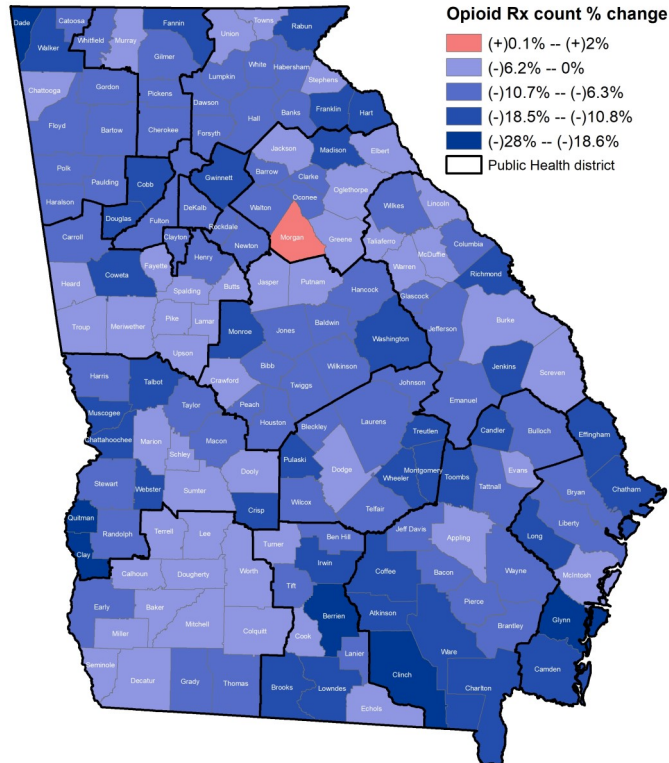 Opioid Rx count % change
(+)0.1% -- (+)2%
(-)6.2% -- 0%
(-)10.7% -- (-)6.3%
(-)18.5% -- (-)10.8%
(-)28% -- (-)18.6%
Public Health district
Dade
Catoosa
Fannin
Towns
Rabun
Walker
Whitfield
Murray
Union
Gilmer
White
Habersham
Lumpkin
Stephens
Chattooga
Gordon
Pickens
Dawson
Banks
Franklin
Hart
Floyd
Bartow
Cherokee
Forsyth
Hall
Jackson
Madison
Elbert
Polk
Paulding
Cobb
Gwinnett
Barrow
Clarke
Oglethorpe
Haralson
Douglas
Fulton
DeKalb
Walton
Oconee
Wilkes
Lincoln
Carroll
Clayton
Rockdale
Newton
Morgan
Greene
Taliaferro
McDuffie
Columbia
Heard
Coweta
Fayette
Henry
Warren
Richmond
Spalding
Butts
Jasper
Putnam
Hancock
Glascock
Troup
Meriwether
Pike
Lamar
Monroe
Jones
Baldwin
Washington
Jefferson
Burke
Upson
Crawford
Bibb
Twiggs
Wilkinson
Jenkins
Screven
Harris
Talbot
Taylor
Peach
Houston
Johnson
Emanuel
Muscogee
Chattahoochee
Marion
Macon
Bleckley
Laurens
Treutlen
Candler
Bulloch
Effingham
Schley
Dooly
Pulaski
Dodge
Wheeler
Montgomery
Toombs
Evans
Stewart
Webster
Sumter
Crisp
Wilcox
Telfair
Tattnall
Bryan
Chatham
Quitman
Randolph
Terrell
Lee
Turner
Ben Hill
Jeff Davis
Appling
Long
Liberty
Clay
Calhoun
Dougherty
Worth
Irwin
Coffee
Bacon
Wayne
McIntosh
Early
Baker
Tift
Miller
Mitchell
Colquitt
Cook
Berrien
Atkinson
Pierce
Brantley
Glynn
Seminole
Decatur
Grady
Thomas
Brooks
Lowndes
Lanier
Clinch
Ware
Charlton
Camden
Echols